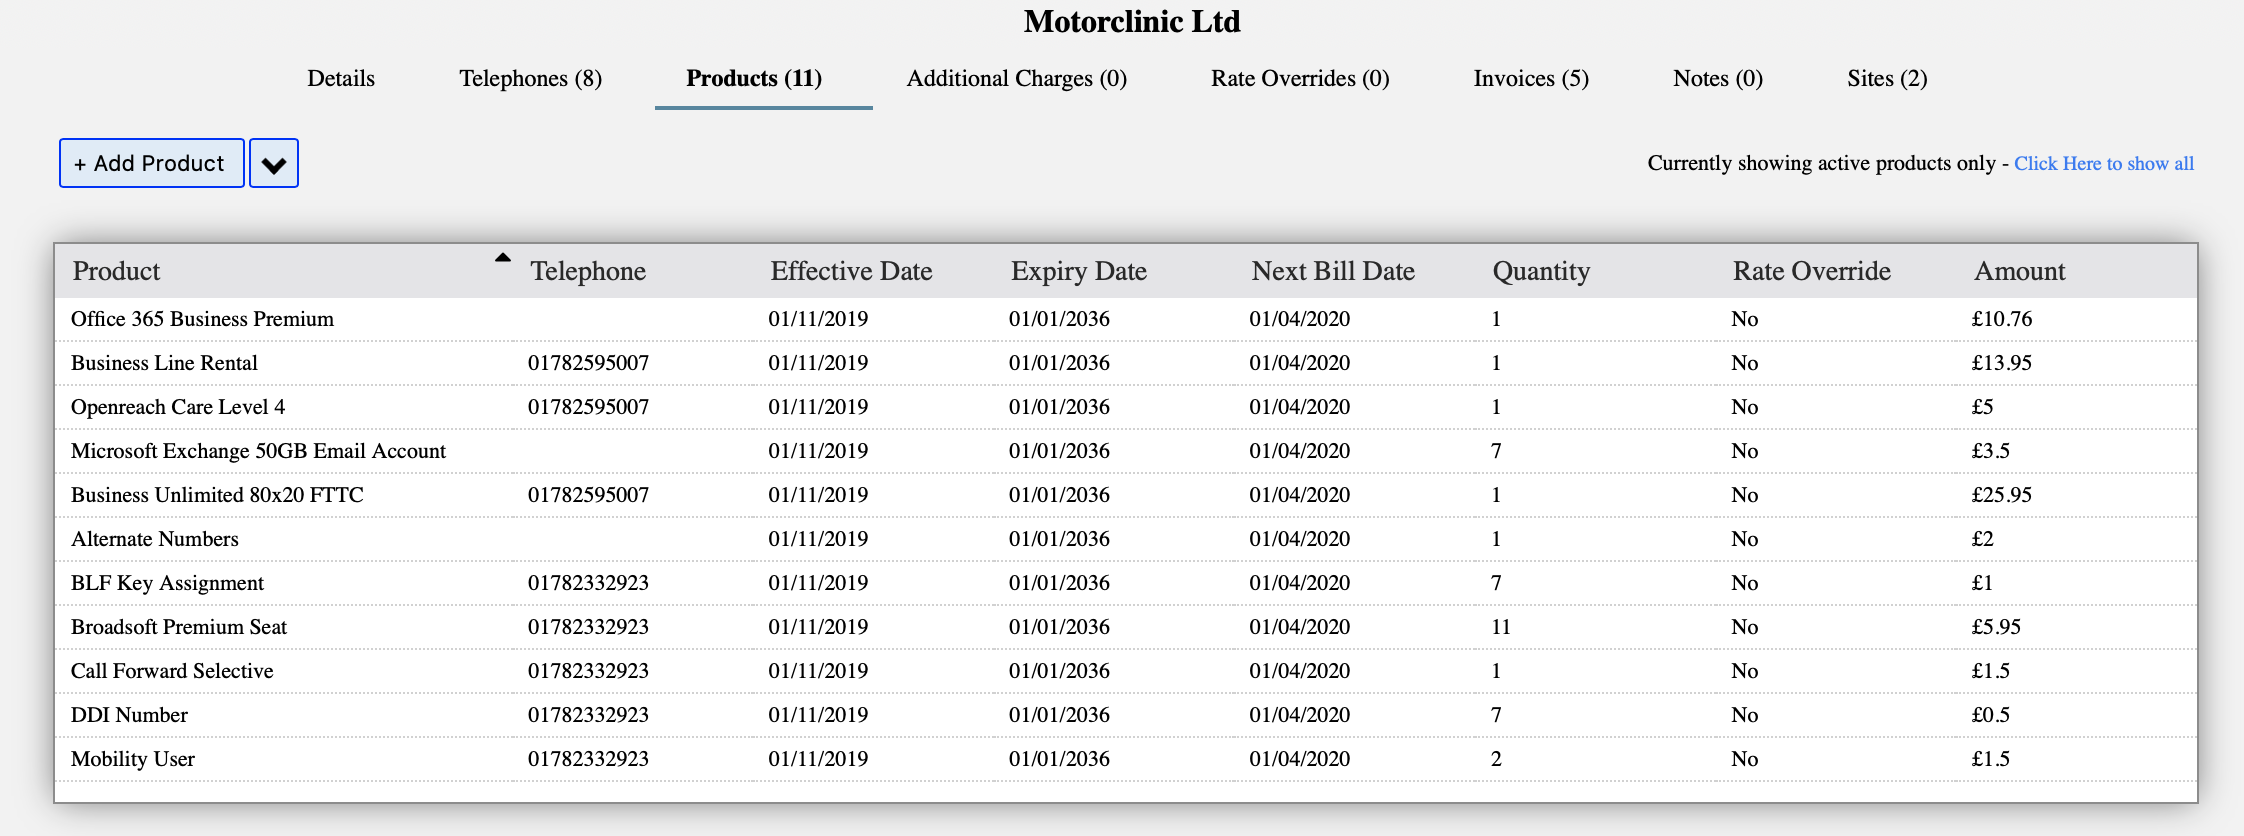 Motorclinic Ltd
Details Telephones (8) Products (11) Additional Charges (0) Rate Overrides (0) Invoices (5) Notes (0) Sites (2)
+ Add Product Currently showing active products only - Click Here to show all
Product Telephone Effective Date Expiry Date Next Bill Date Quantity Rate Override Amount
Office 365 Business Premium 01/11/2019 01/01/2036 01/04/2020 1 No £10.76
Business Line Rental 01782595007 01/11/2019 01/01/2036 01/04/2020 1 No £13.95
Openreach Care Level 4 01782595007 01/11/2019 01/01/2036 01/04/2020 1 No £5
Microsoft Exchange 50GB Email Account 01/11/2019 01/01/2036 01/04/2020 7 No £3.5
Business Unlimited 80x20 FTTC 01782595007 01/11/2019 01/01/2036 01/04/2020 1 No £25.95
Alternate Numbers 01/11/2019 01/01/2036 01/04/2020 1 No £2
BLF Key Assignment 01782332923 01/11/2019 01/01/2036 01/04/2020 7 No £1
Broadsoft Premium Seat 01782332923 01/11/2019 01/01/2036 01/04/2020 11 No £5.95
Call Forward Selective 01782332923 01/11/2019 01/01/2036 01/04/2020 1 No £1.5
DDI Number 01782332923 01/11/2019 01/01/2036 01/04/2020 7 No £0.5
Mobility User 01782332923 01/11/2019 01/01/2036 01/04/2020 2 No £1.5